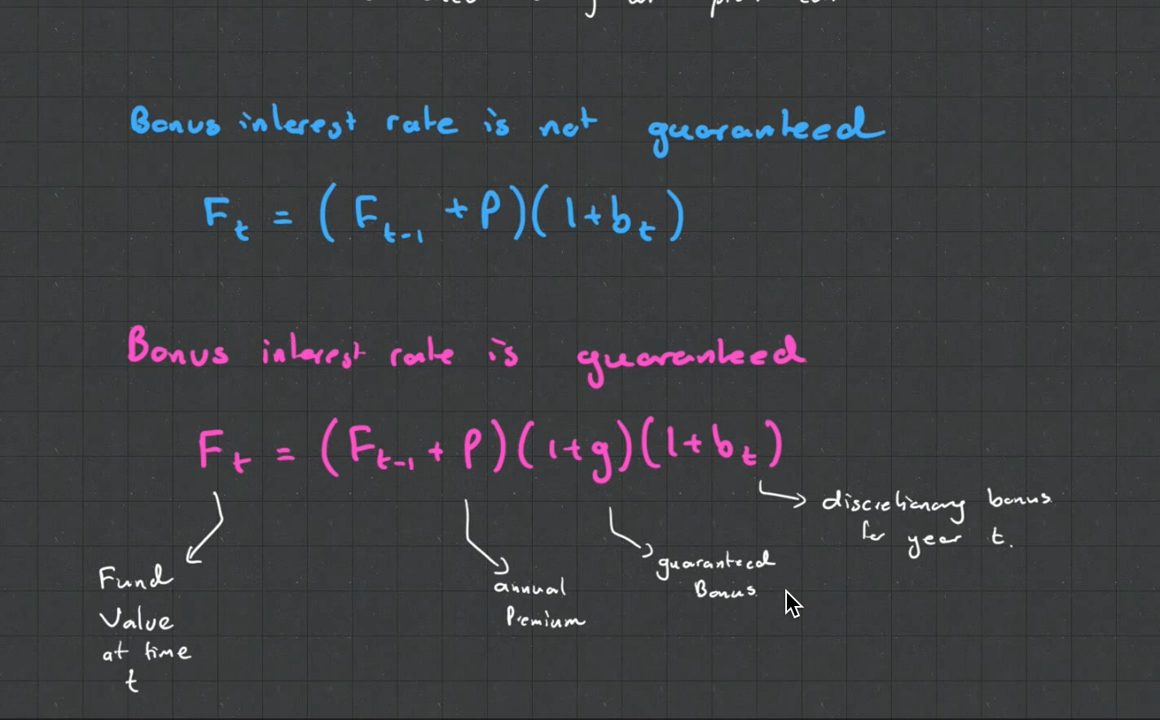 Bonus interest rate is not guaranteed
F_t = (F_{t-1} + P)(1+b_t)
Bonus interest rate is guaranteed
F_t = (F_{t-1} + P)(1+g)(1+b_t)
discretionary bonus
for year t.
guaranteed
Bonus
annual
Premium
Fund
Value
at time
t